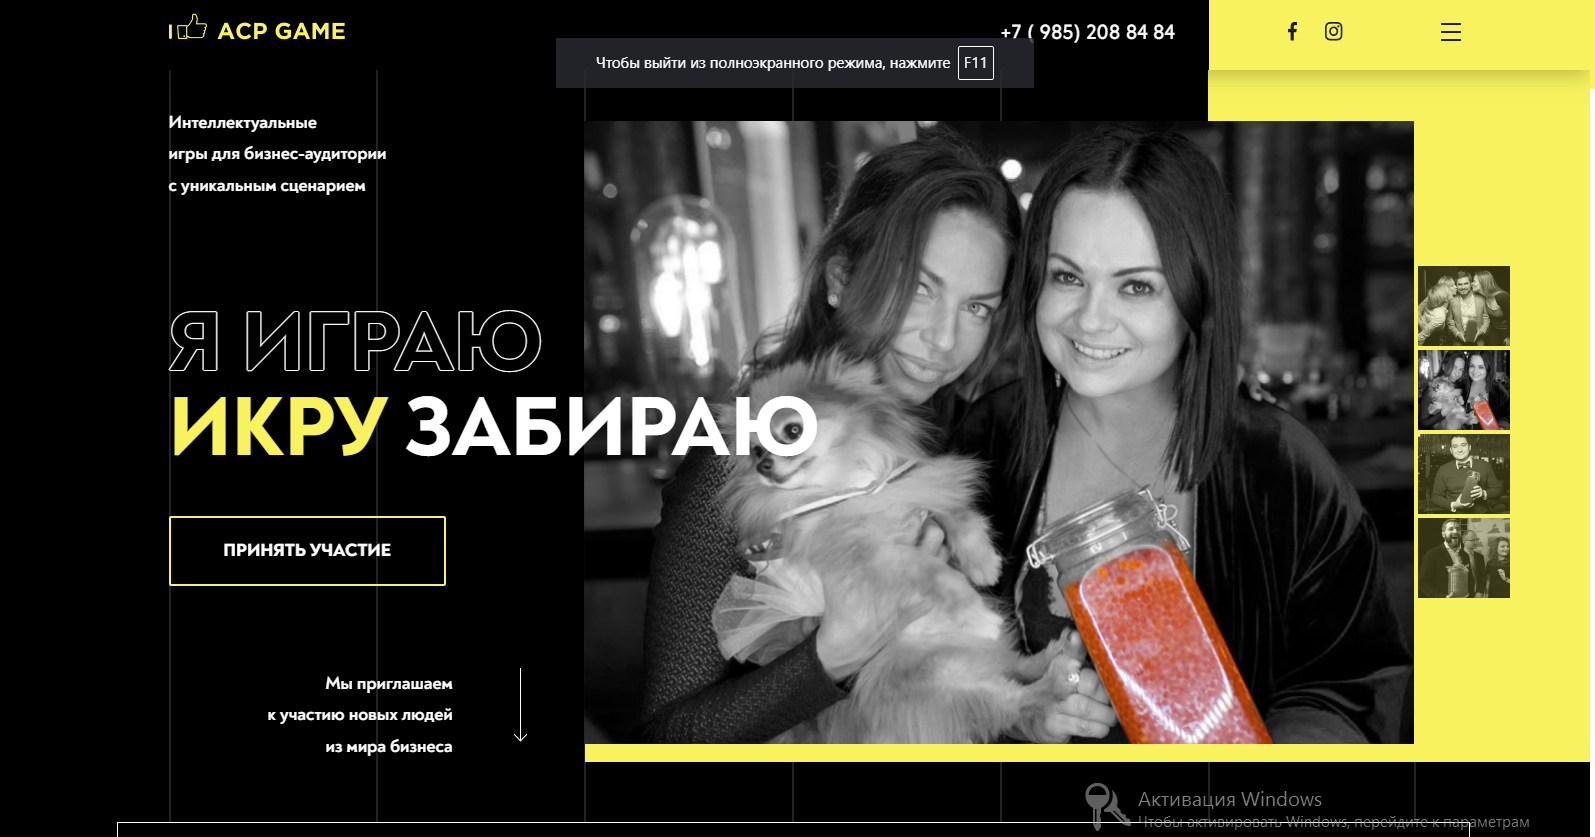 ACP GAME
+7 ( 985) 208 84 84
Чтобы выйти из полноэкранного режима, нажмите F11
Интеллектуальные
игры для бизнес-аудитории
с уникальным сценарием
Я ИГРАЮ
ИКРУ ЗАБИРАЮ
ПРИНЯТЬ УЧАСТИЕ
Мы приглашаем
к участию новых людей
из мира бизнеса
Активация Windows
Чтобы активировать Windows, перейдите к параметрам